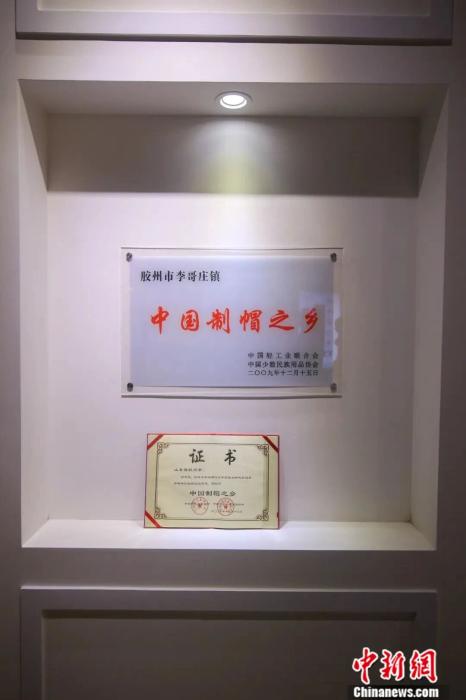 胶州市李哥庄镇
中国制帽之乡
中国轻工业联合会
中国少数民族用品协会
二〇〇九年十二月十五日
证书
中国制帽之乡
中新网
Chinanews.com